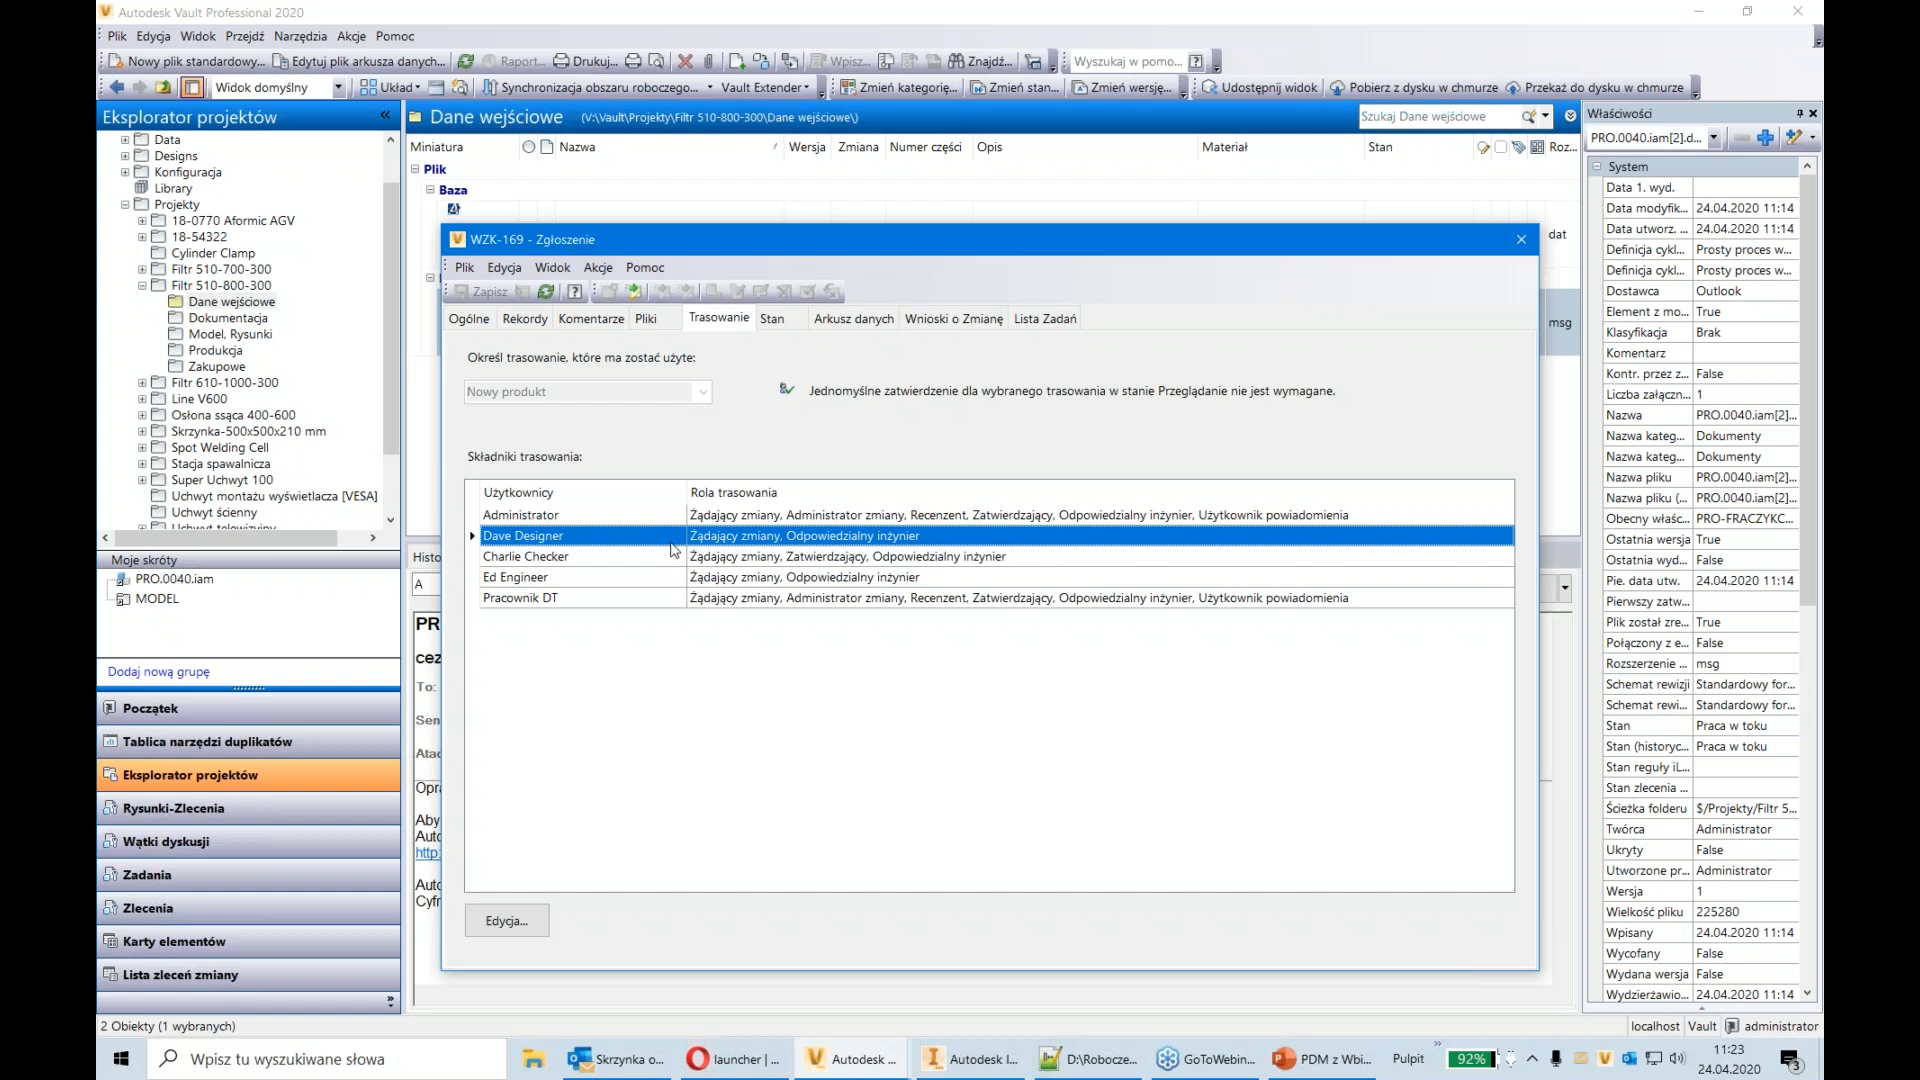 Autodesk Vault Professional 2020
Plik Edycja Widok Przejdź Narzędzia Akcje Pomoc
Nowy plik standardowy... Edytuj plik arkusza danych... Raport... Drukuj... Wpisz... Znajdź... Wyszukaj w pomo...
Widok domyślny Układ Synchronizacja obszaru roboczego... Vault Extender Zmień kategorię... Zmień stan... Zmień wersję... Udostępnij widok Pobierz z dysku w chmurze Przekaż do dysku w chmurze
Eksplorator projektów
Data
Designs
Konfiguracja
Library
Projekty
18-0770 Aformic AGV
18-54322
Cylinder Clamp
Filtr 510-700-300
Filtr 510-800-300
Dane wejściowe
Dokumentacja
Model, Rysunki
Produkcja
Zakupowe
Filtr 610-1000-300
Line V600
Osłona ssąca 400-600
Skrzynka-500x500x210 mm
Spot Welding Cell
Stacja spawalnicza
Super Uchwyt 100
Uchwyt montażu wyświetlacza [VESA]
Uchwyt ścienny
Uchwyt telewizyjny
Moje skróty
PRO.0040.iam
MODEL
Dodaj nową grupę
Początek
Tablica narzędzi duplikatów
Eksplorator projektów
Rysunki-Zlecenia
Wątki dyskusji
Zadania
Zlecenia
Karty elementów
Lista zleceń zmiany
2 Obiekty (1 wybranych)
Dane wejściowe (V:\Vault\Projekty\Filtr 510-800-300\Dane wejściowe\)
Szukaj Dane wejściowe
Miniatura Nazwa Wersja Zmiana Numer części Opis Materiał Stan Roz...
Plik
Baza
dat
msg
Histo
A
PR
cez
To:
Sen
Atac
Opra
Aby
Auto
http:
Auto
Cyfr
WZK-169 - Zgłoszenie
Plik Edycja Widok Akcje Pomoc
Zapisz
Ogólne Rekordy Komentarze Pliki Trasowanie Stan Arkusz danych Wnioski o Zmianę Lista Zadań
Określ trasowanie, które ma zostać użyte:
Nowy produkt
Jednomyślne zatwierdzenie dla wybranego trasowania w stanie Przeglądanie nie jest wymagane.
Składniki trasowania:
Użytkownicy Rola trasowania
Administrator Żądający zmiany, Administrator zmiany, Recenzent, Zatwierdzający, Odpowiedzialny inżynier, Użytkownik powiadomienia
Dave Designer Żądający zmiany, Odpowiedzialny inżynier
Charlie Checker Żądający zmiany, Zatwierdzający, Odpowiedzialny inżynier
Ed Engineer Żądający zmiany, Odpowiedzialny inżynier
Pracownik DT Żądający zmiany, Administrator zmiany, Recenzent, Zatwierdzający, Odpowiedzialny inżynier, Użytkownik powiadomienia
Edycja...
Właściwości
PRO.0040.iam[2].d...
System
Data 1. wyd.
Data modyfik... 24.04.2020 11:14
Data utworz. ... 24.04.2020 11:14
Definicja cykl... Prosty proces w...
Definicja cykl... Prosty proces w...
Dostawca Outlook
Element z mo... True
Klasyfikacja Brak
Komentarz
Kontr. przez z... False
Liczba załączn... 1
Nazwa PRO.0040.iam[2]...
Nazwa kateg... Dokumenty
Nazwa kateg... Dokumenty
Nazwa pliku PRO.0040.iam[2]...
Nazwa pliku (... PRO.0040.iam[2]...
Obecny właśc... PRO-FRACZYKC...
Ostatnia wersja True
Ostatnia wyd... False
Pie. data utw. 24.04.2020 11:14
Pierwszy zatw...
Plik został zre... True
Połączony z e... False
Rozszerzenie ... msg
Schemat rewizji Standardowy for...
Schemat rewi... Standardowy for...
Stan Praca w toku
Stan (historyc... Praca w toku
Stan reguły iL...
Stan zlecenia ...
Ścieżka folderu $/Projekty/Filtr 5...
Twórca Administrator
Ukryty False
Utworzone pr... Administrator
Wersja 1
Wielkość pliku 225280
Wpisany 24.04.2020 11:14
Wycofany False
Wydana wersja False
Wydzierżawio... 24.04.2020 11:14
localhost Vault administrator
Wpisz tu wyszukiwane słowa
Skrzynka o... launcher | ... Autodesk ... Autodesk I... D:\Robocze... GoToWebin... PDM z Wbi... Pulpit 92%
11:23
24.04.2020
3